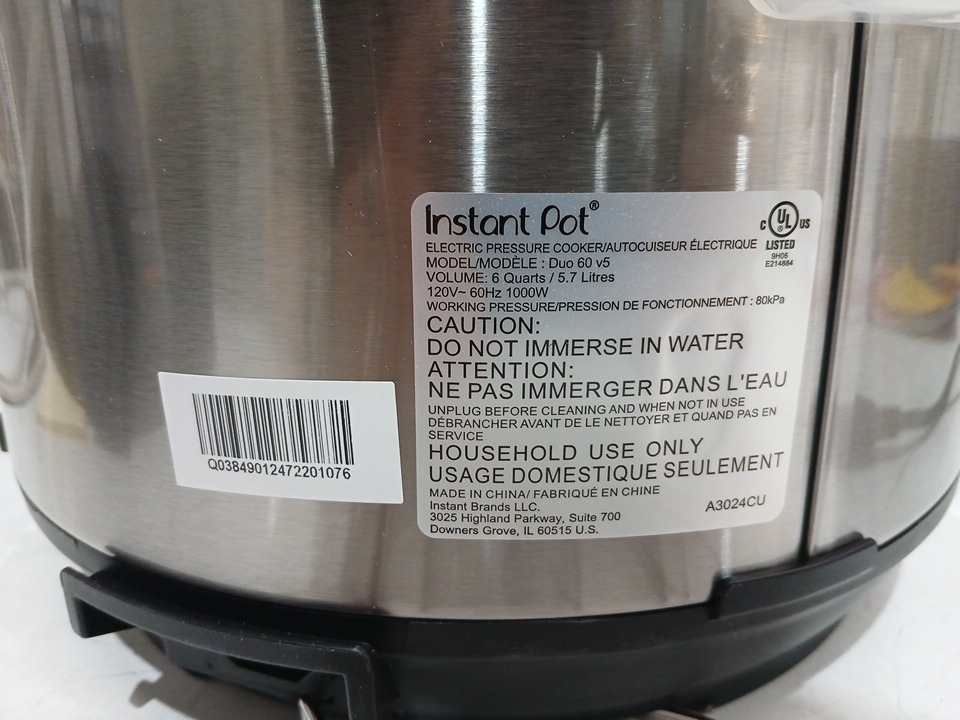 Instant Pot®
C UL® US
LISTED
9H06
E214884
ELECTRIC PRESSURE COOKER/AUTOCUISEUR ÉLECTRIQUE
MODEL/MODÈLE : Duo 60 v5
VOLUME: 6 Quarts / 5.7 Litres
120V~ 60Hz 1000W
WORKING PRESSURE/PRESSION DE FONCTIONNEMENT : 80kPa
CAUTION:
DO NOT IMMERSE IN WATER
ATTENTION:
NE PAS IMMERGER DANS L'EAU
UNPLUG BEFORE CLEANING AND WHEN NOT IN USE
DÉBRANCHER AVANT DE LE NETTOYER ET QUAND PAS EN
SERVICE
HOUSEHOLD USE ONLY
USAGE DOMESTIQUE SEULEMENT
MADE IN CHINA/ FABRIQUÉ EN CHINE
Instant Brands LLC.
3025 Highland Parkway, Suite 700
Downers Grove, IL 60515 U.S.
A3024CU
Q03849012472201076